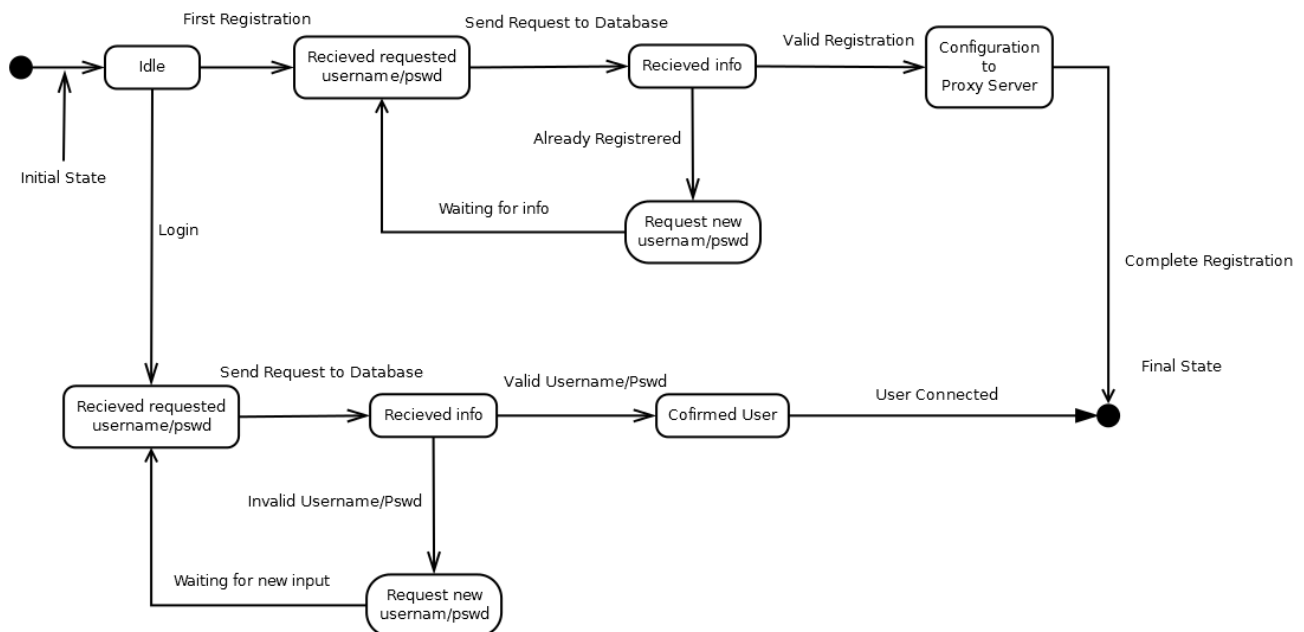 First Registration
Send Request to Database
Valid Registration
Idle
Recieved requested
username/pswd
Recieved info
Configuration
to
Proxy Server
Already Registrered
Initial State
Waiting for info
Request new
usernam/pswd
Login
Complete Registration
Final State
Send Request to Database
Valid Username/Pswd
User Connected
Recieved requested
username/pswd
Recieved info
Cofirmed User
Invalid Username/Pswd
Waiting for new input
Request new
usernam/pswd